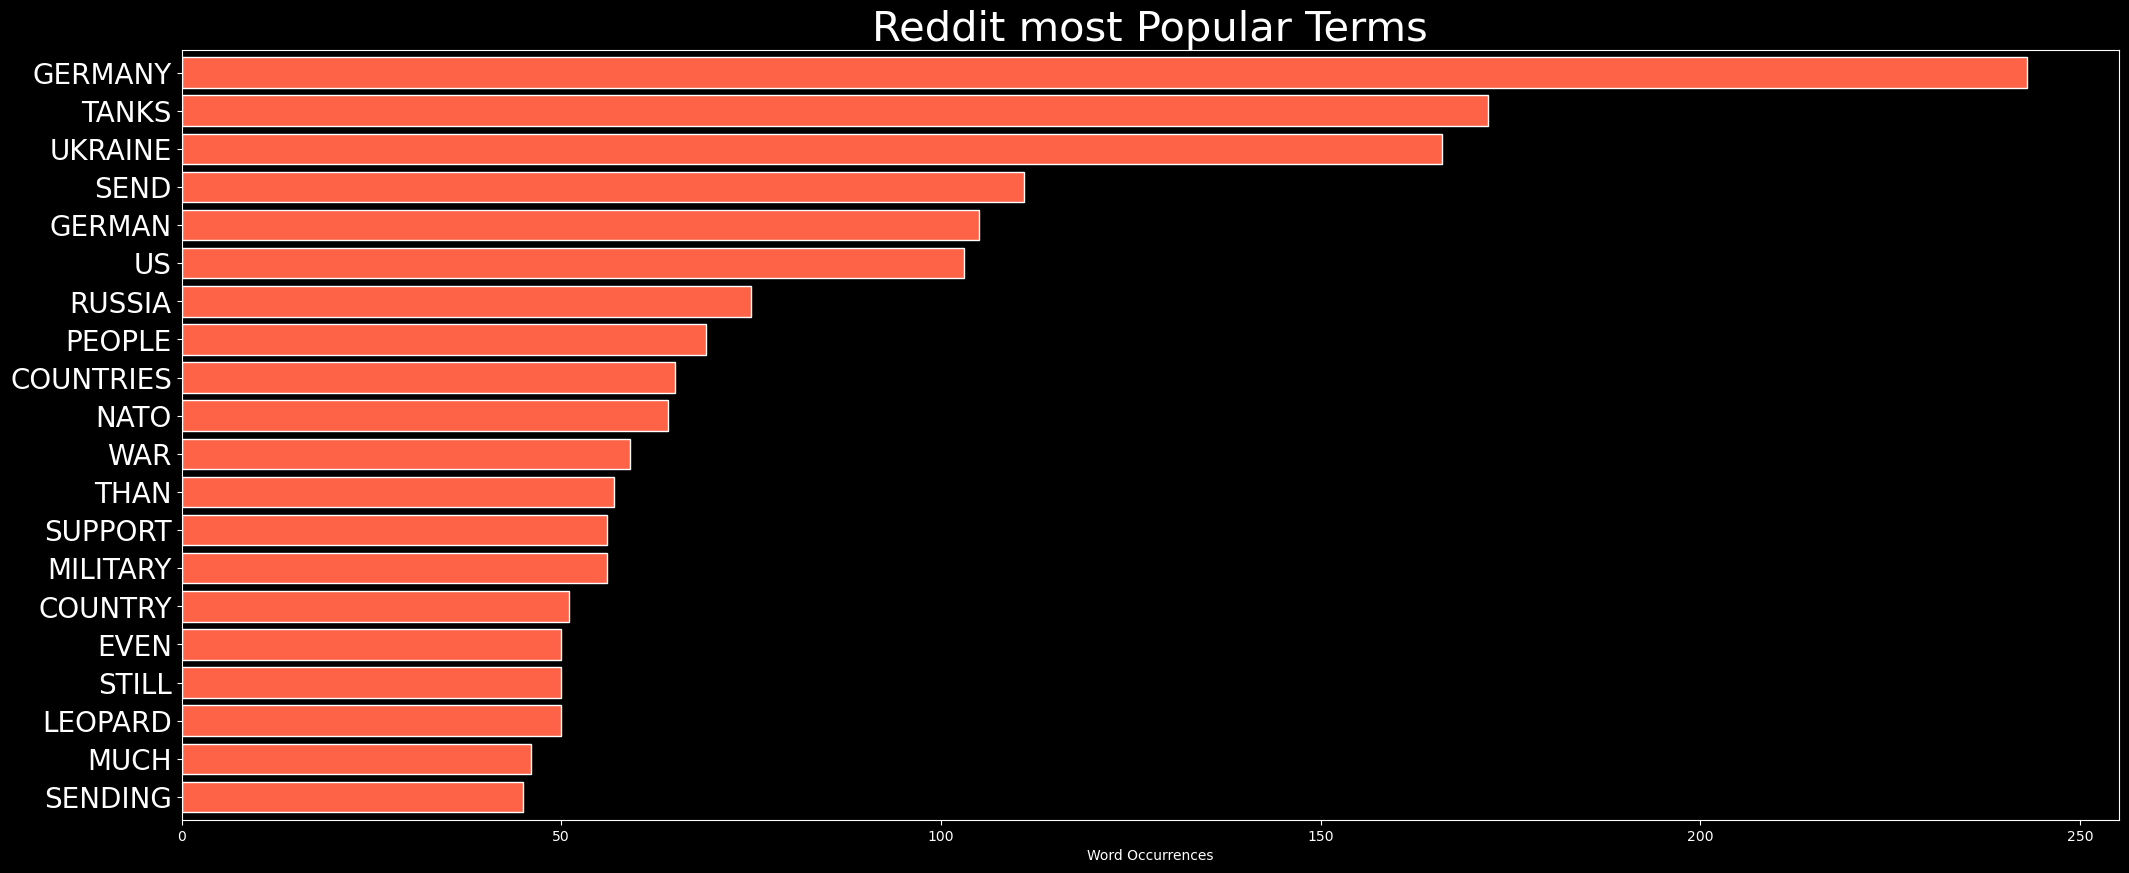 Reddit most Popular Terms
GERMANY
TANKS
UKRAINE
SEND
GERMAN
US
RUSSIA
PEOPLE
COUNTRIES
NATO
WAR
THAN
SUPPORT
MILITARY
COUNTRY
EVEN
STILL
LEOPARD
MUCH
SENDING
0 50 100 150 200 250
Word Occurrences